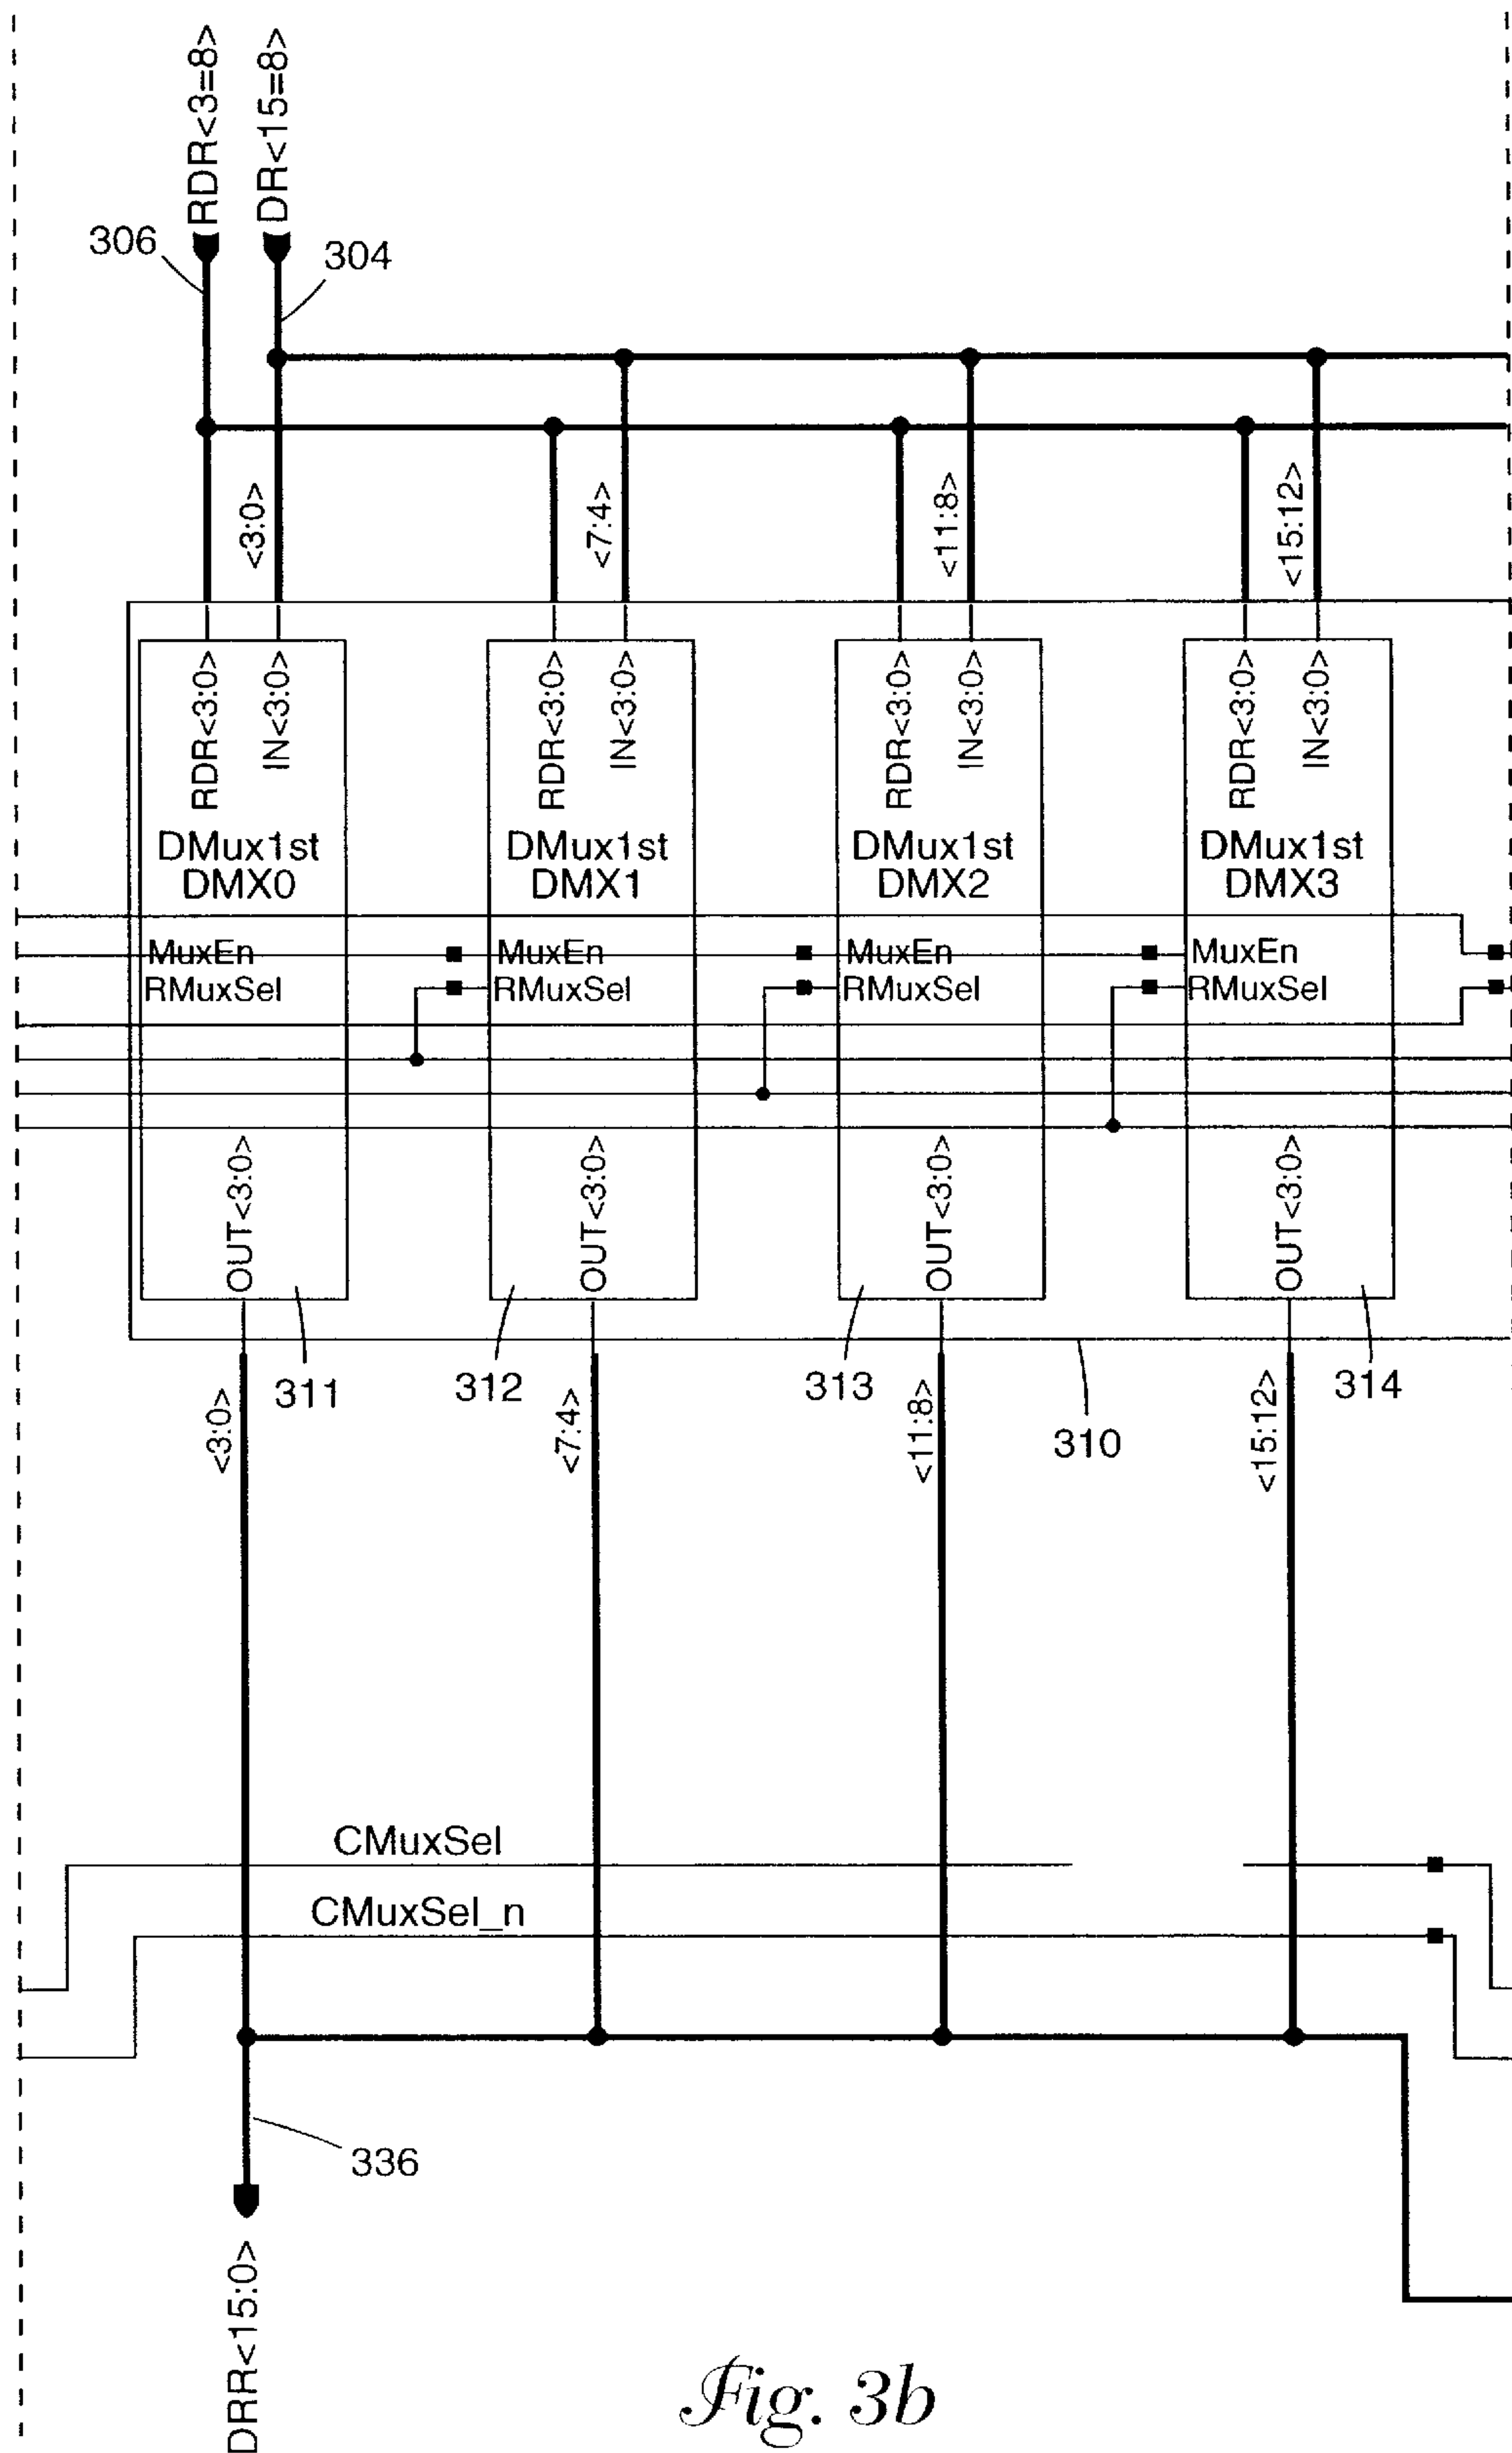 RDR<3=8>
DR<15=8>
306
304
<3:0>
<7:4>
<11:8>
<15:12>
RDR<3:0>
IN<3:0>
RDR<3:0>
IN<3:0>
RDR<3:0>
IN<3:0>
RDR<3:0>
IN<3:0>
DMux1st
DMX0
DMux1st
DMX1
DMux1st
DMX2
DMux1st
DMX3
MuxEn
RMuxSel
MuxEn
RMuxSel
MuxEn
RMuxSel
MuxEn
RMuxSel
OUT<3:0>
OUT<3:0>
OUT<3:0>
OUT<3:0>
311
312
313
310
314
<3:0>
<7:4>
<11:8>
<15:12>
CMuxSel
CMuxSel_n
336
DRR<15:0>
Fig. 3b